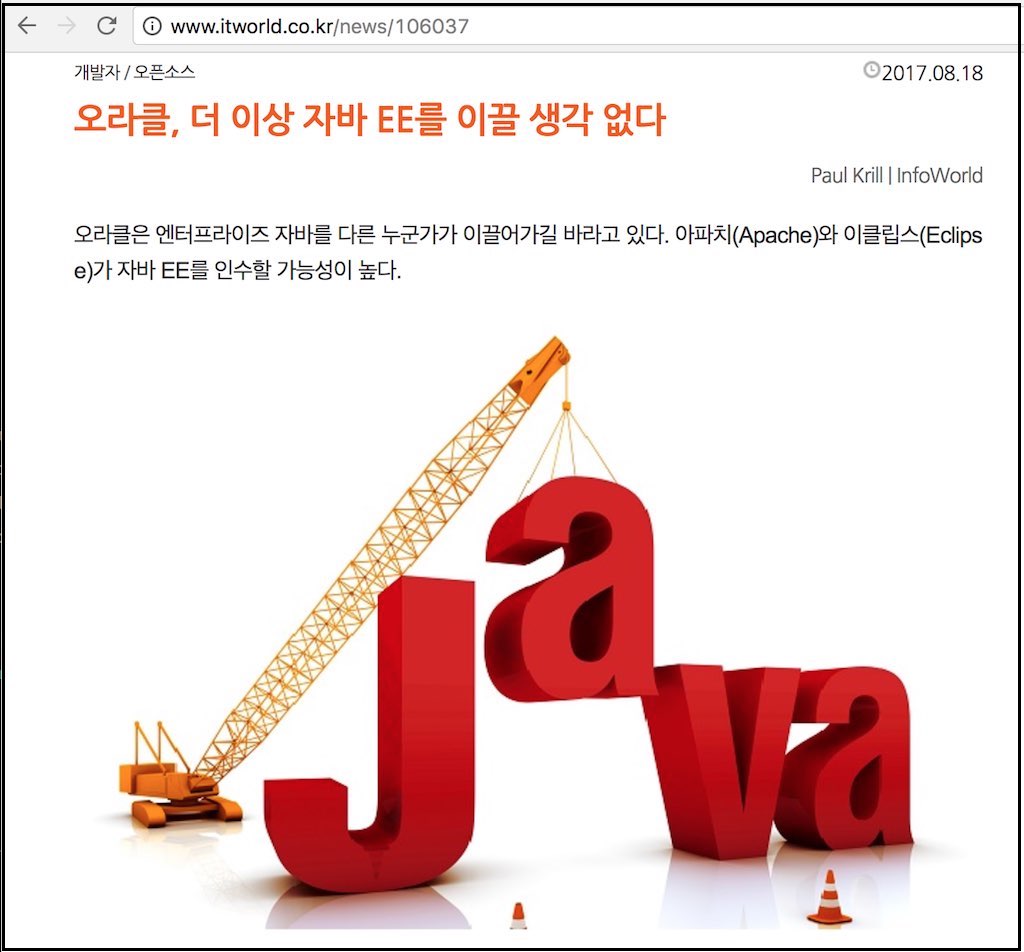 www.itworld.co.kr/news/106037
개발자 / 오픈소스
2017.08.18
오라클, 더 이상 자바 EE를 이끌 생각 없다
Paul Krill | InfoWorld
오라클은 엔터프라이즈 자바를 다른 누군가가 이끌어가길 바라고 있다. 아파치(Apache)와 이클립스(Eclips
e)가 자바 EE를 인수할 가능성이 높다.
Java